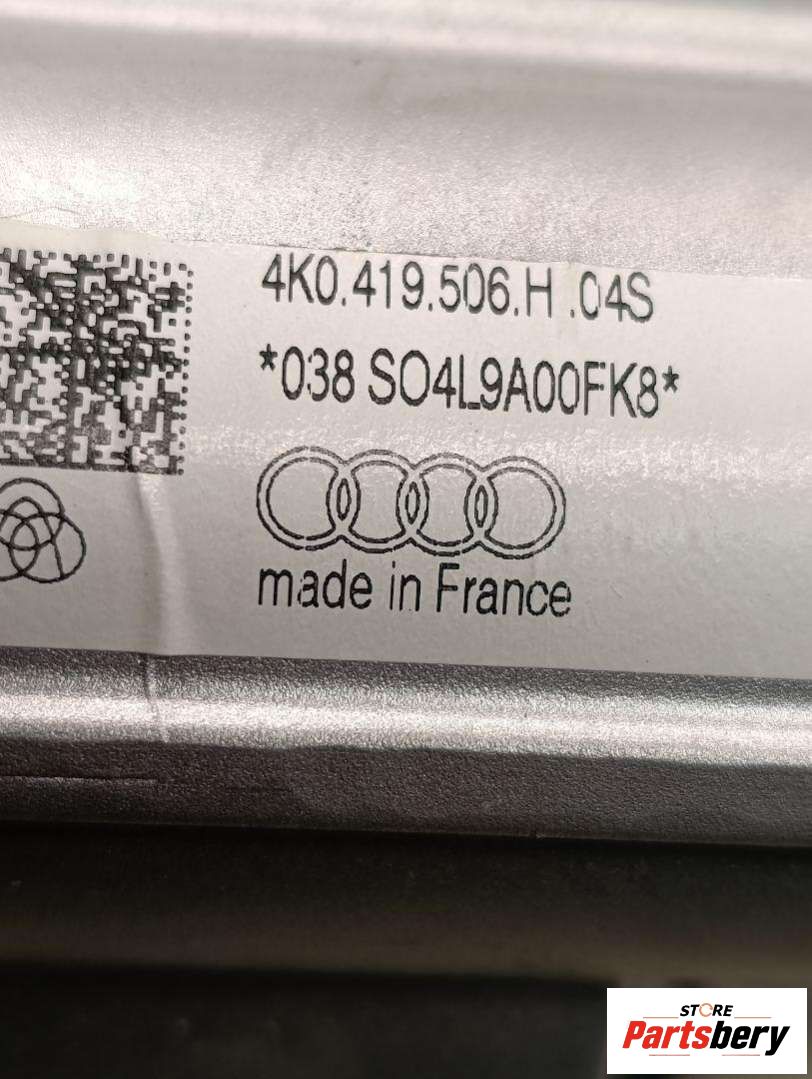 4K0.419.506.H .04S
*038 SO4L9A00FK8*
made in France
STORE
Partsbery